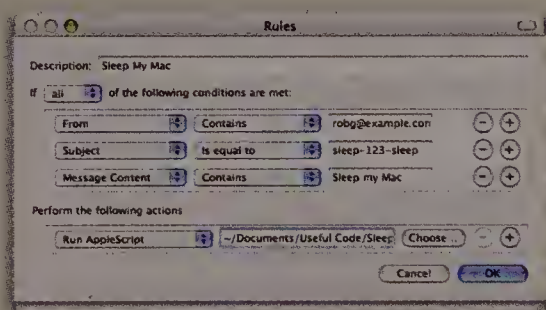 Rules
Description: Sleep My Mac
If all of the following conditions are met:
From Contains robg@example.con
Subject Is equal to sleep-123-sleep
Message Content Contains Sleep my Mac
Perform the following actions
Run AppleScript ~/Documents/Useful Code/Sleep Choose ..
Cancel OK